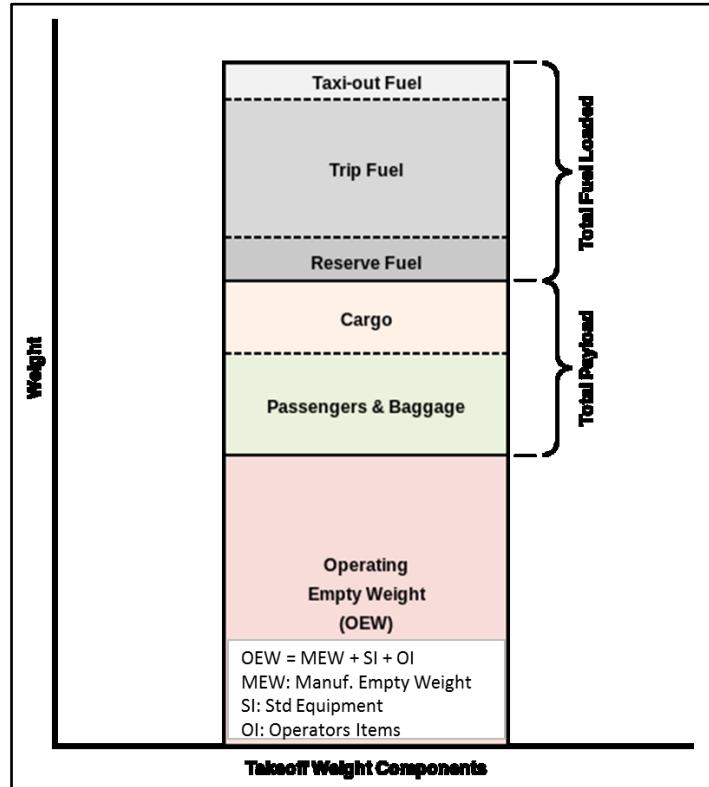 Taxi-out Fuel
Trip Fuel
Reserve Fuel
Total Fuel Loaded
Cargo
Passengers & Baggage
Total Payload
Weight
Operating
Empty Weight
(OEW)
OEW = MEW + SI + OI
MEW: Manuf. Empty Weight
SI: Std Equipment
OI: Operators Items
Takeoff Weight Components